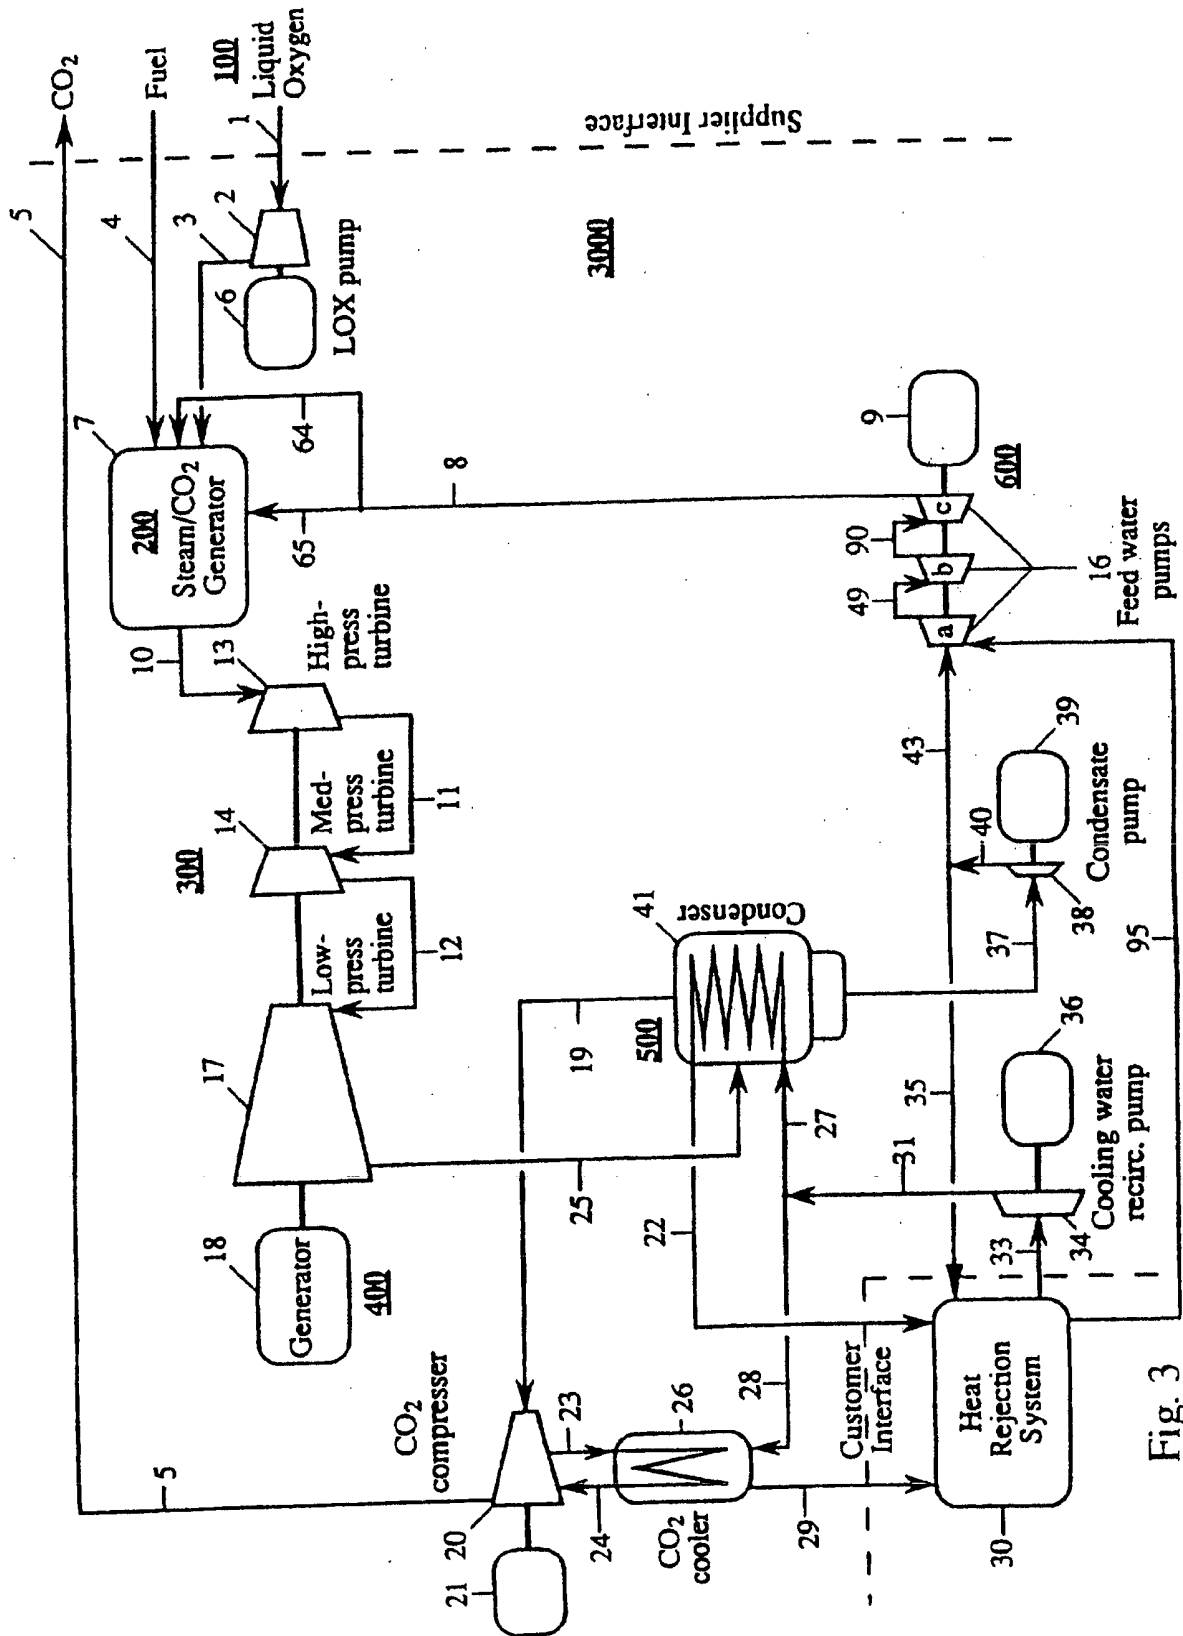 5
CO₂
7
4
Fuel
5
200
Steam/CO₂
Generator
10
3
2
1
100
Liquid
Oxygen
6
LOX pump
18
17
300
14
13
Generator
400
Low-
press
turbine
Med-
press
turbine
High-
press
turbine
12
11
65
64
8
CO₂
compresser
20
21
23
24
25
19
Supplier Interface
3000
26
CO₂
cooler
22
500
41
Condenser
28
27
29
Customer
Interface
31
35
43
49
90
9
a
b
c
600
Heat
Rejection
System
30
33
34
36
37
38
40
39
Cooling water
recirc. pump
Condensate
pump
16
Feed water
pumps
95
Fig. 3